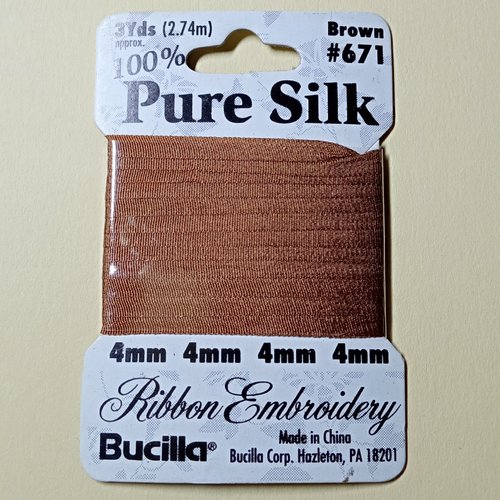 3Yds (2.74m) Brown
approx. #671
100%
Pure Silk
4mm 4mm 4mm 4mm
Ribbon Embroidery
Bucilla® Made in China
Bucilla Corp. Hazleton, PA 18201